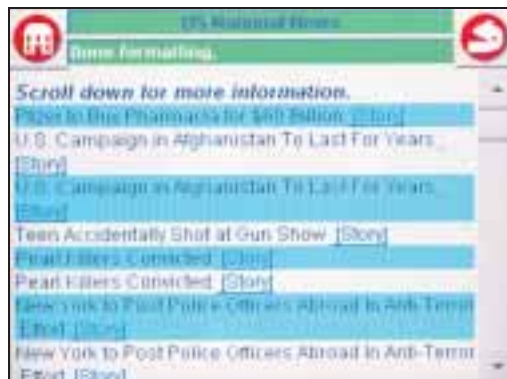 US National News
Done formatting.
Scroll down for more information.
Pfizer to Buy Pharmacia for $60 Billion [Story]
U.S. Campaign in Afghanistan To Last For Years
[Story]
U.S. Campaign in Afghanistan To Last For Years
[Story]
Teen Accidentally Shot at Gun Show [Story]
Pearl Killers Convicted [Story]
Pearl Killers Convicted [Story]
New York to Post Police Officers Abroad In Anti-Terror
Effort [Story]
New York to Post Police Officers Abroad In Anti-Terror
Effort [Story]